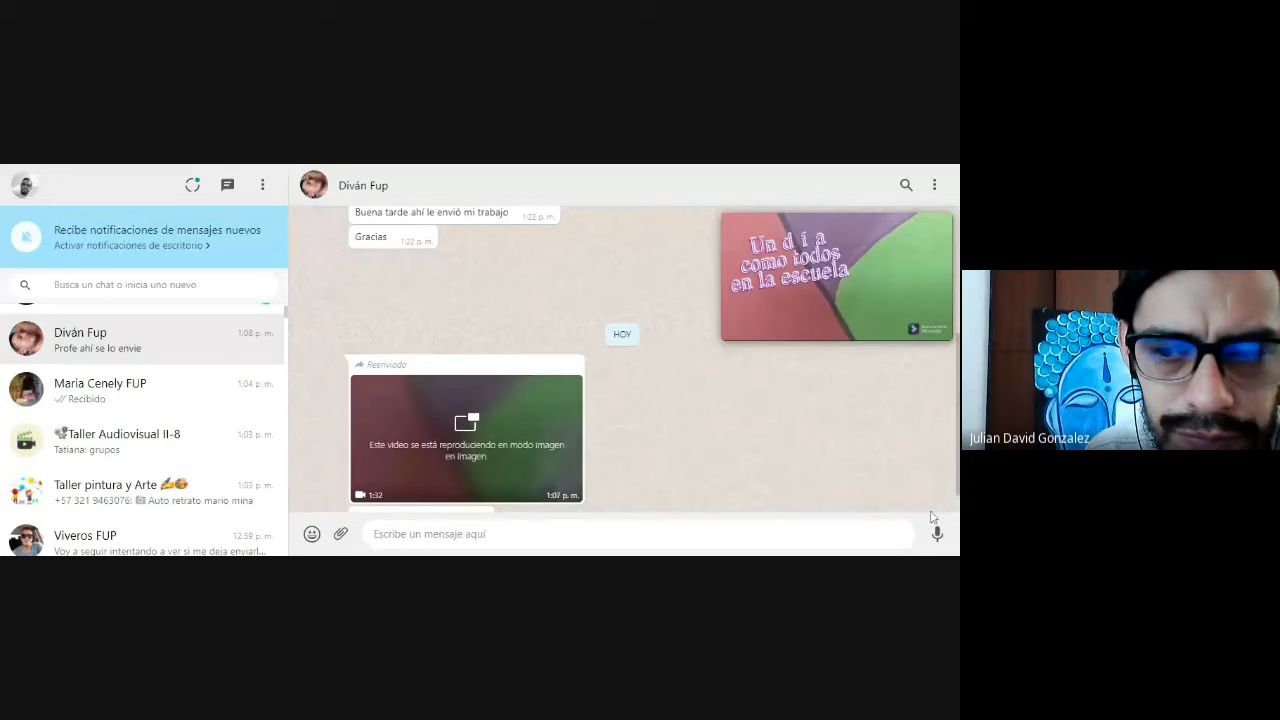 Diván Fup
Buena tarde ahí le envió mi trabajo
1:22 p. m.
Gracias
1:22 p. m.
Recibe notificaciones de mensajes nuevos
Activar notificaciones de escritorio >
Busca un chat o inicia uno nuevo
Un día
como todos
en la escuela
HOY
Diván Fup
1:08 p. m.
Profe ahí se lo envie
Reenviado
Maria Cenely FUP
1:04 p. m.
Recibido
Este video se está reproduciendo en modo imagen
en imagen.
1:32
1:07 p. m.
Taller Audiovisual II-8
1:03 p. m.
Tatiana: grupos
Taller pintura y Arte
1:03 p. m.
+57 321 9463076: Auto retrato mario mina
Viveros FUP
12:59 p. m.
Voy a seguir intentando a ver si me deja enviarl...
Escribe un mensaje aquí
Julian David Gonzalez